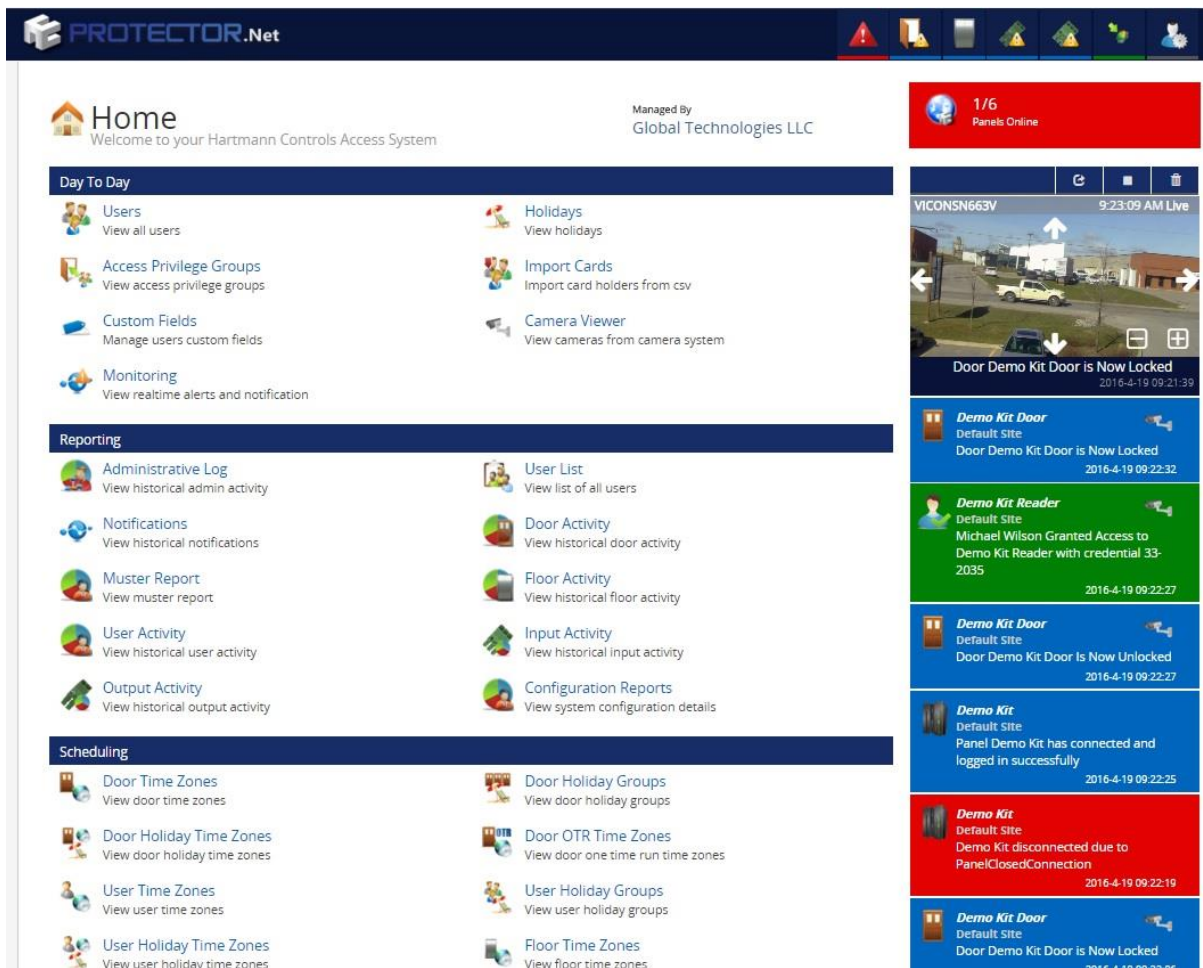 PROTECTOR.Net
Home
Welcome to your Hartmann Controls Access System
Managed By
Global Technologies LLC
Day To Day
Users
View all users
Holidays
View holidays
Access Privilege Groups
View access privilege groups
Import Cards
Import card holders from csv
Custom Fields
Manage users custom fields
Camera Viewer
View cameras from camera system
Monitoring
View realtime alerts and notification
Reporting
Administrative Log
View historical admin activity
User List
View list of all users
Notifications
View historical notifications
Door Activity
View historical door activity
Muster Report
View muster report
Floor Activity
View historical floor activity
User Activity
View historical user activity
Input Activity
View historical input activity
Output Activity
View historical output activity
Configuration Reports
View system configuration details
Scheduling
Door Time Zones
View door time zones
Door Holiday Groups
View door holiday groups
Door Holiday Time Zones
View door holiday time zones
OTR
Door OTR Time Zones
View door one time run time zones
User Time Zones
View user time zones
User Holiday Groups
View user holiday groups
User Holiday Time Zones
View user holiday time zones
Floor Time Zones
View floor time zones
1/6
Panels Online
VICONSN663V 9:23:09 AM Live
Door Demo Kit Door is Now Locked
2016-4-19 09:21:39
Demo Kit Door
Default Site
Door Demo Kit Door is Now Locked
2016-4-19 09:22:32
Demo Kit Reader
Default Site
Michael Wilson Granted Access to
Demo Kit Reader with credential 33-
2035
2016-4-19 09:22:27
Demo Kit Door
Default Site
Door Demo Kit Door Is Now Unlocked
2016-4-19 09:22:27
Demo Kit
Default Site
Panel Demo Kit has connected and
logged in successfully
2016-4-19 09:22:25
Demo Kit
Default Site
Demo Kit disconnected due to
PanelClosedConnection
2016-4-19 09:22:19
Demo Kit Door
Default Site
Door Demo Kit Door is Now Locked